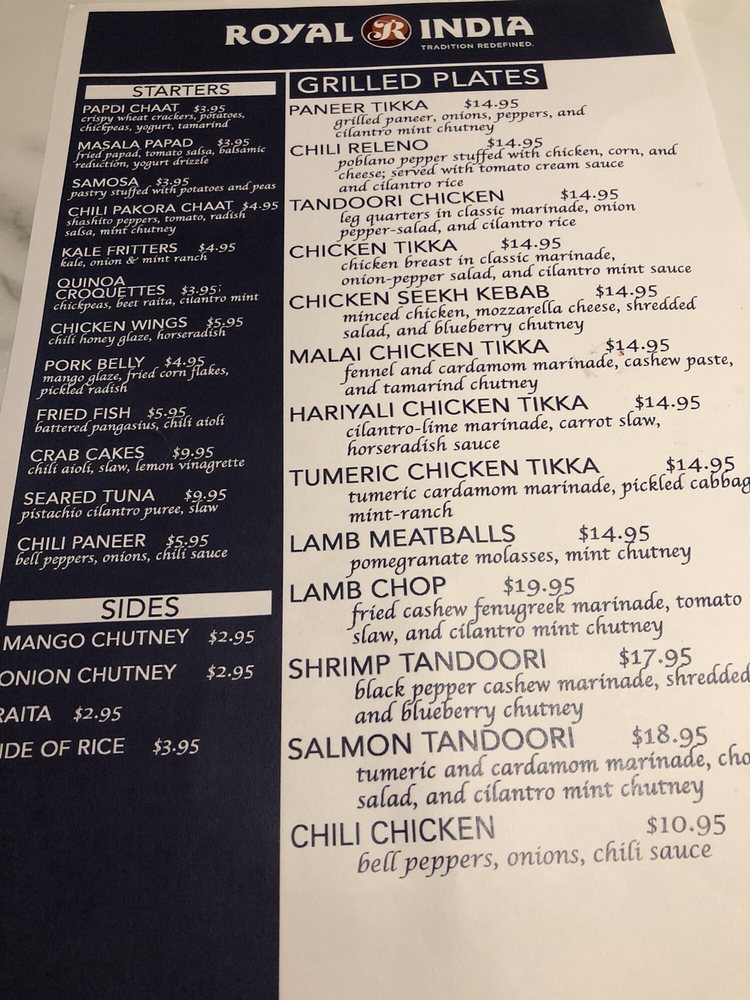 ROYAL R INDIA
TRADITION REDEFINED.
STARTERS
PAPDI CHAAT $3.95
crispy wheat crackers, potatoes,
chickpeas, yogurt, tamarind
MASALA PAPAD $3.95
fried papad, tomato salsa, balsamic
reduction, yogurt drizzle
SAMOSA $3.95
pastry stuffed with potatoes and peas
CHILI PAKORA CHAAT $4.95
shashito peppers, tomato, radish
salsa, mint chutney
KALE FRITTERS $4.95
kale, onion & mint ranch
QUINOA
CROQUETTES $3.95
chickpeas, beet raita, cilantro mint
CHICKEN WINGS $5.95
chili honey glaze, horseradish
PORK BELLY $4.95
mango glaze, fried corn flakes,
pickled radish
FRIED FISH $5.95
battered pangasius, chili aioli
CRAB CAKES $9.95
chili aioli, slaw, lemon vinagrette
SEARED TUNA $9.95
pistachio cilantro puree, slaw
CHILI PANEER $5.95
bell peppers, onions, chili sauce
SIDES
MANGO CHUTNEY $2.95
ONION CHUTNEY $2.95
RAITA $2.95
IDE OF RICE $3.95
GRILLED PLATES
PANEER TIKKA $14.95
grilled paneer, onions, peppers, and
cilantro mint chutney
CHILI RELENO $14.95
poblano pepper stuffed with chicken, corn, and
cheese; served with tomato cream sauce
and cilantro rice
TANDOORI CHICKEN $14.95
leg quarters in classic marinade, onion
pepper-salad, and cilantro rice
CHICKEN TIKKA $14.95
chicken breast in classic marinade,
onion-pepper salad, and cilantro mint sauce
CHICKEN SEEKH KEBAB $14.95
minced chicken, mozzarella cheese, shredded
salad, and blueberry chutney
MALAI CHICKEN TIKKA $14.95
fennel and cardamom marinade, cashew paste,
and tamarind chutney
HARIYALI CHICKEN TIKKA $14.95
cilantro-lime marinade, carrot slaw,
horseradish sauce
TUMERIC CHICKEN TIKKA $14.95
tumeric cardamom marinade, pickled cabbag
mint-ranch
LAMB MEATBALLS $14.95
pomegranate molasses, mint chutney
LAMB CHOP $19.95
fried cashew fenugreek marinade, tomato
slaw, and cilantro mint chutney
SHRIMP TANDOORI $17.95
black pepper cashew marinade, shredded
and blueberry chutney
SALMON TANDOORI $18.95
tumeric and cardamom marinade, cho
salad, and cilantro mint chutney
CHILI CHICKEN $10.95
bell peppers, onions, chili sauce